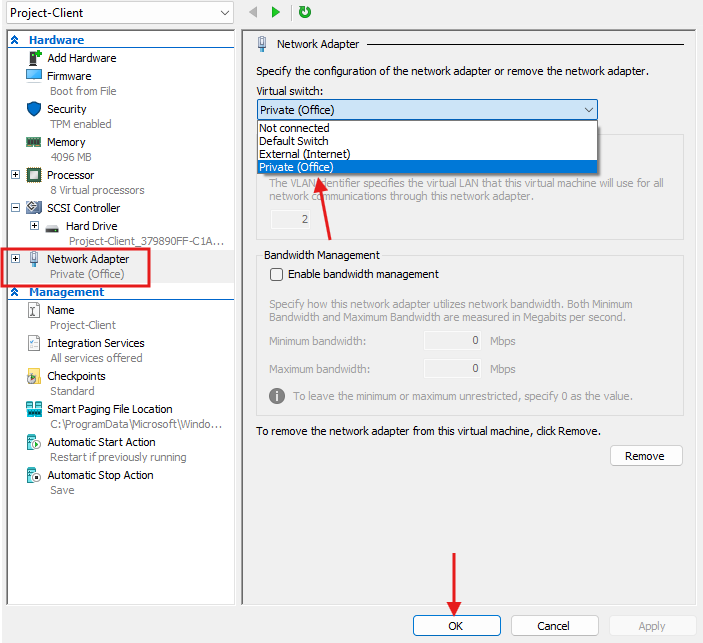 Project-Client
Hardware
Add Hardware
Firmware
Boot from File
Security
TPM enabled
Memory
4096 MB
Processor
8 Virtual processors
SCSI Controller
Hard Drive
Project-Client_379890FF-C1A...
Network Adapter
Private (Office)
Management
Name
Project-Client
Integration Services
All services offered
Checkpoints
Standard
Smart Paging File Location
C:\ProgramData\Microsoft\Windo...
Automatic Start Action
Restart if previously running
Automatic Stop Action
Save
Network Adapter
Specify the configuration of the network adapter or remove the network adapter.
Virtual switch:
Private (Office)
Not connected
Default Switch
External (Internet)
Private (Office)
The VLAN identifier specifies the virtual LAN that this virtual machine will use for all
network communications through this network adapter.
2
Bandwidth Management
Enable bandwidth management
Specify how this network adapter utilizes network bandwidth. Both Minimum
Bandwidth and Maximum Bandwidth are measured in Megabits per second.
Minimum bandwidth: 0 Mbps
Maximum bandwidth: 0 Mbps
To leave the minimum or maximum unrestricted, specify 0 as the value.
To remove the network adapter from this virtual machine, click Remove.
Remove
OK Cancel Apply